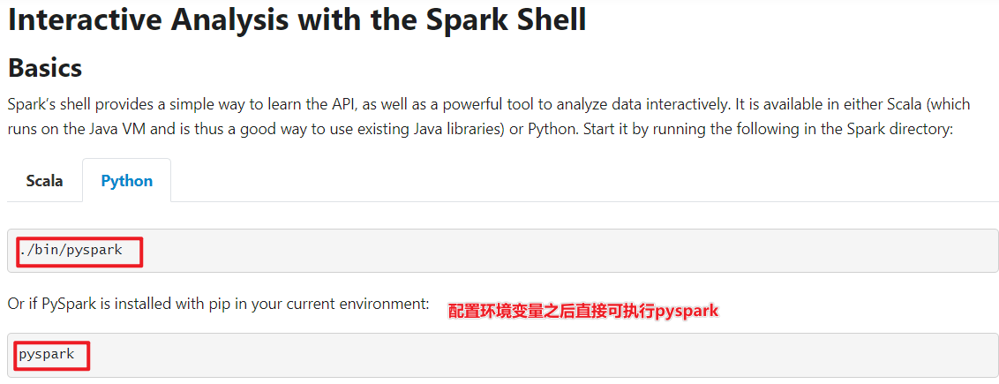 Interactive Analysis with the Spark Shell
Basics
Spark’s shell provides a simple way to learn the API, as well as a powerful tool to analyze data interactively. It is available in either Scala (which
runs on the Java VM and is thus a good way to use existing Java libraries) or Python. Start it by running the following in the Spark directory:
Scala Python
./bin/pyspark
Or if PySpark is installed with pip in your current environment: 配置环境变量之后直接可执行pyspark
pyspark